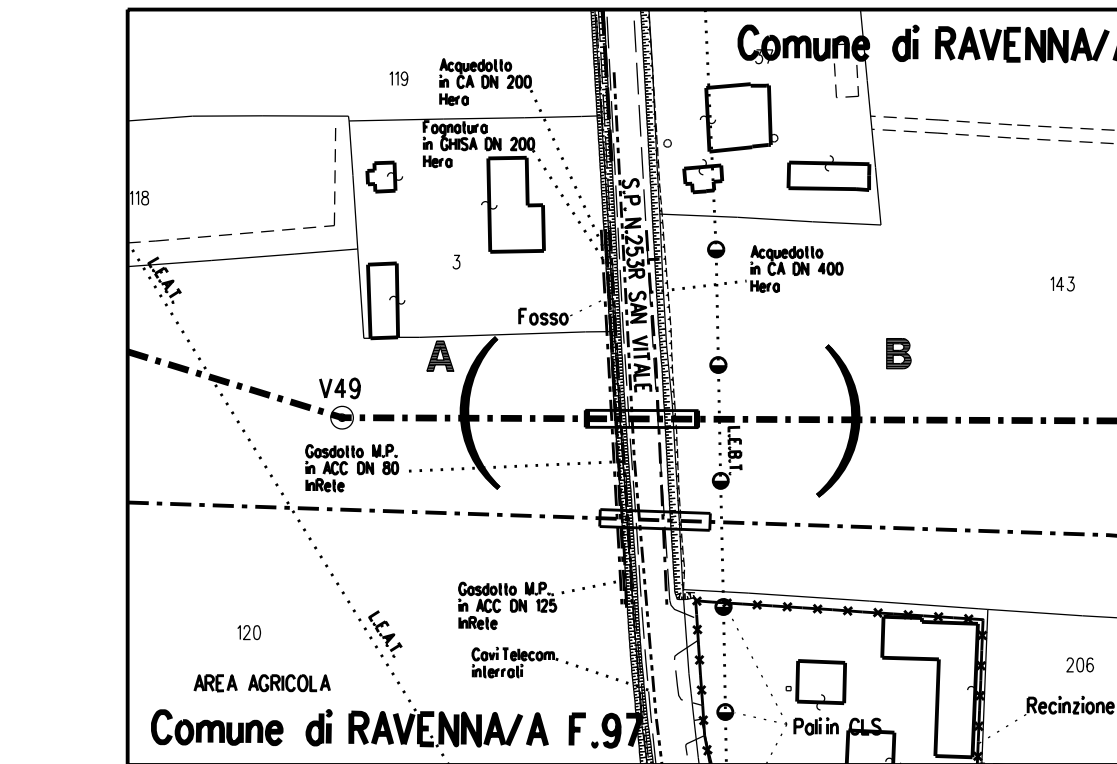 Comune di RAVENNA/
37
119
Acquedotto
in CA DN 200
Hera
Fognatura
in GHISA DN 200
Hera
118
S.P. N.253R SAN VITALE
L.E.A.T.
3
Acquedotto
in CA DN 400
Hera
143
Fosso
A
B
V49
L.E.B.T.
Gasdotto M.P.
in ACC DN 80
InRete
Gasdotto M.P.
in ACC DN 125
InRete
L.E.A.T.
120
Cavi Telecom.
interrati
206
AREA AGRICOLA
Recinzione
Comune di RAVENNA/A F.97
Pali in CLS